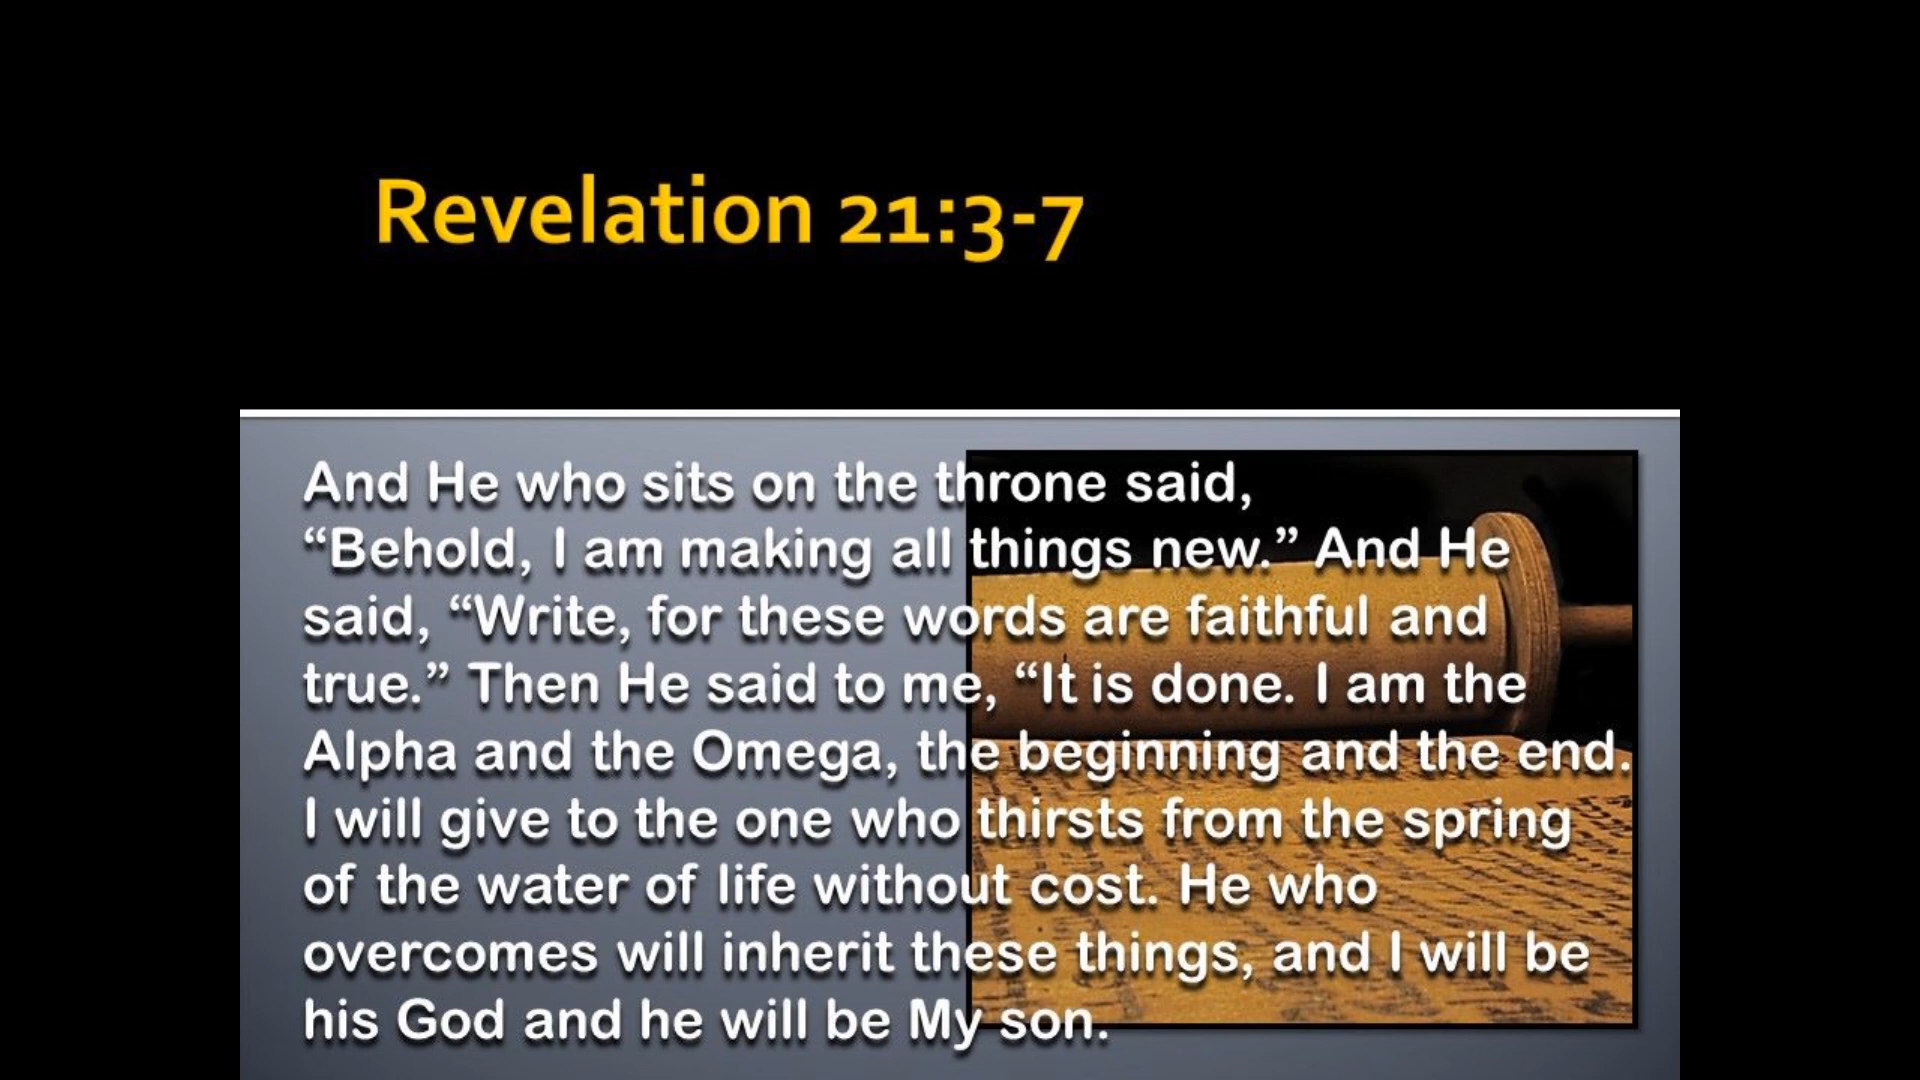 Revelation 21:3-7
And He who sits on the throne said,
“Behold, I am making all things new.” And He
said, “Write, for these words are faithful and
true.” Then He said to me, “It is done. I am the
Alpha and the Omega, the beginning and the end.
I will give to the one who thirsts from the spring
of the water of life without cost. He who
overcomes will inherit these things, and I will be
his God and he will be My son.